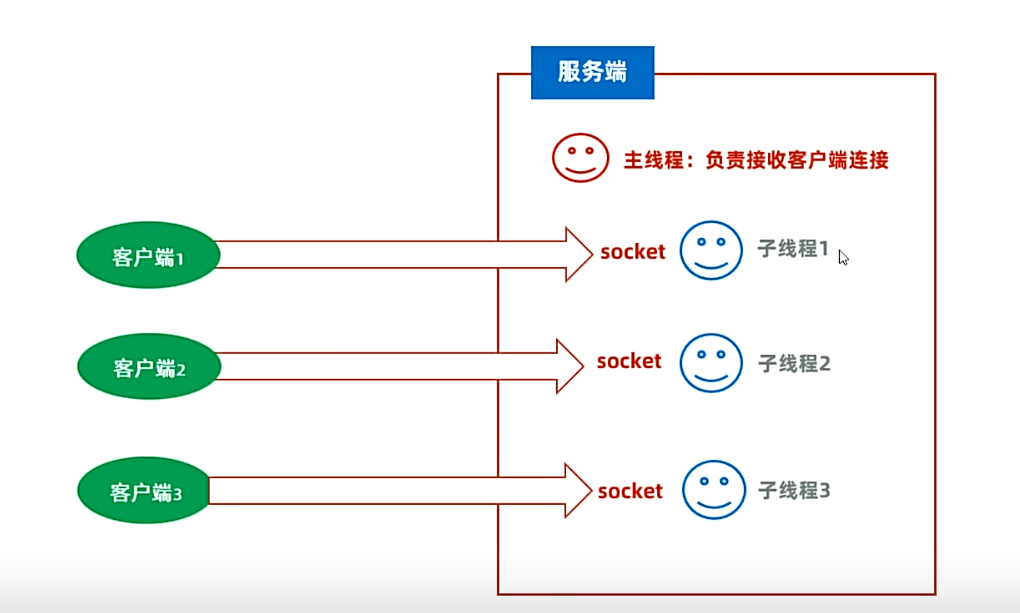 服务端
主线程：负责接收客户端连接
客户端1
socket
子线程1
客户端2
socket
子线程2
客户端3
socket
子线程3